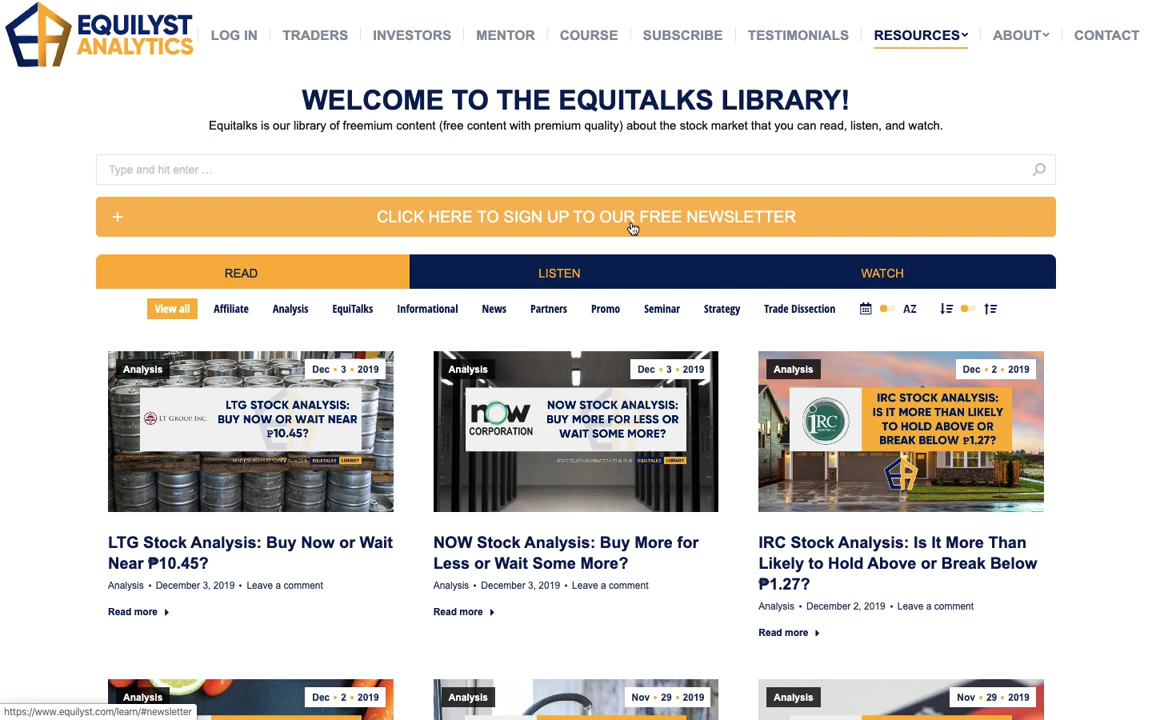 EQUILYST
ANALYTICS
LOG IN
TRADERS
INVESTORS
MENTOR
COURSE
SUBSCRIBE
TESTIMONIALS
RESOURCES
ABOUT
CONTACT
WELCOME TO THE EQUITALKS LIBRARY!
Equitalks is our library of freemium content (free content with premium quality) about the stock market that you can read, listen, and watch.
Type and hit enter …
+ CLICK HERE TO SIGN UP TO OUR FREE NEWSLETTER
READ
LISTEN
WATCH
View all
Affiliate
Analysis
EquiTalks
Informational
News
Partners
Promo
Seminar
Strategy
Trade Dissection
AZ
Analysis
Dec • 3 • 2019
LT GROUP, INC.
LTG STOCK ANALYSIS:
BUY NOW OR WAIT NEAR
₱10.45?
EQUITALKS LIBRARY
LTG Stock Analysis: Buy Now or Wait
Near ₱10.45?
Analysis • December 3, 2019 • Leave a comment
Read more
Analysis
Dec • 3 • 2019
now
CORPORATION
NOW STOCK ANALYSIS:
BUY MORE FOR LESS OR
WAIT SOME MORE?
EQUITALKS LIBRARY
NOW Stock Analysis: Buy More for
Less or Wait Some More?
Analysis • December 3, 2019 • Leave a comment
Read more
Analysis
Dec • 2 • 2019
iRC
IRC STOCK ANALYSIS:
IS IT MORE THAN LIKELY
TO HOLD ABOVE OR
BREAK BELOW ₱1.27?
IRC Stock Analysis: Is It More Than
Likely to Hold Above or Break Below
₱1.27?
Analysis • December 2, 2019 • Leave a comment
Read more
Analysis
Dec • 2 • 2019
Analysis
Nov • 29 • 2019
Analysis
Nov • 29 • 2019
https://www.equilyst.com/learn/#newsletter